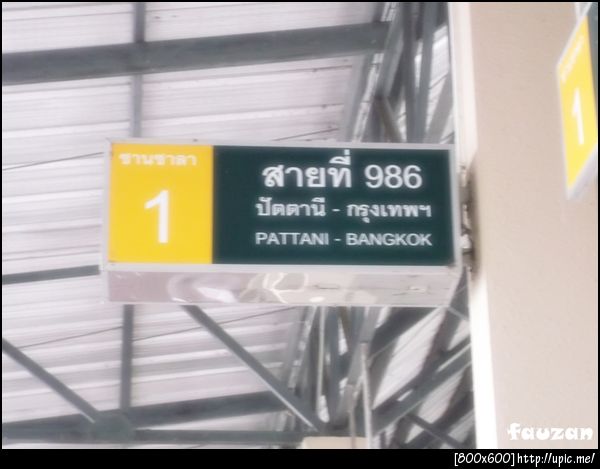 ชานชาลา
1
สายที่ 986
ปัตตานี - กรุงเทพฯ
PATTANI - BANGKOK
1
fauzan
[800x600]http://upic.me/